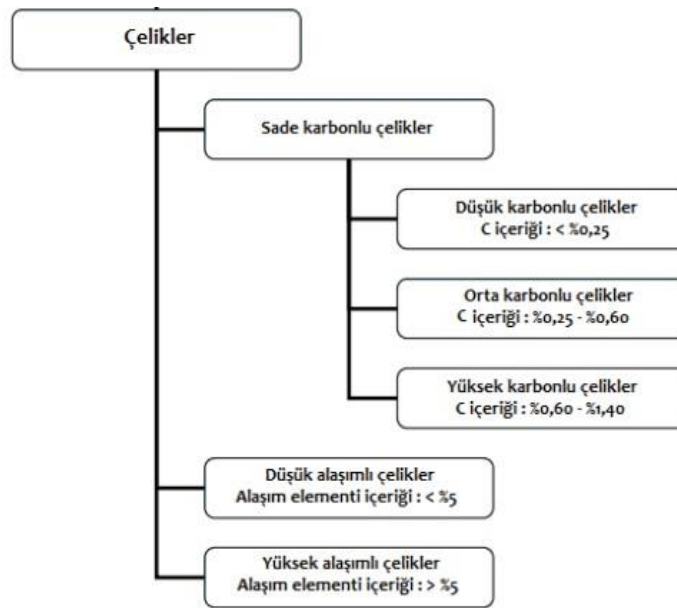 Çelikler
Sade karbonlu çelikler
Düşük karbonlu çelikler
C içeriği : < %0,25
Orta karbonlu çelikler
C içeriği : %0,25 - %0,60
Yüksek karbonlu çelikler
C içeriği : %0,60 - %1,40
Düşük alaşımlı çelikler
Alaşım elementi içeriği : < %5
Yüksek alaşımlı çelikler
Alaşım elementi içeriği : > %5